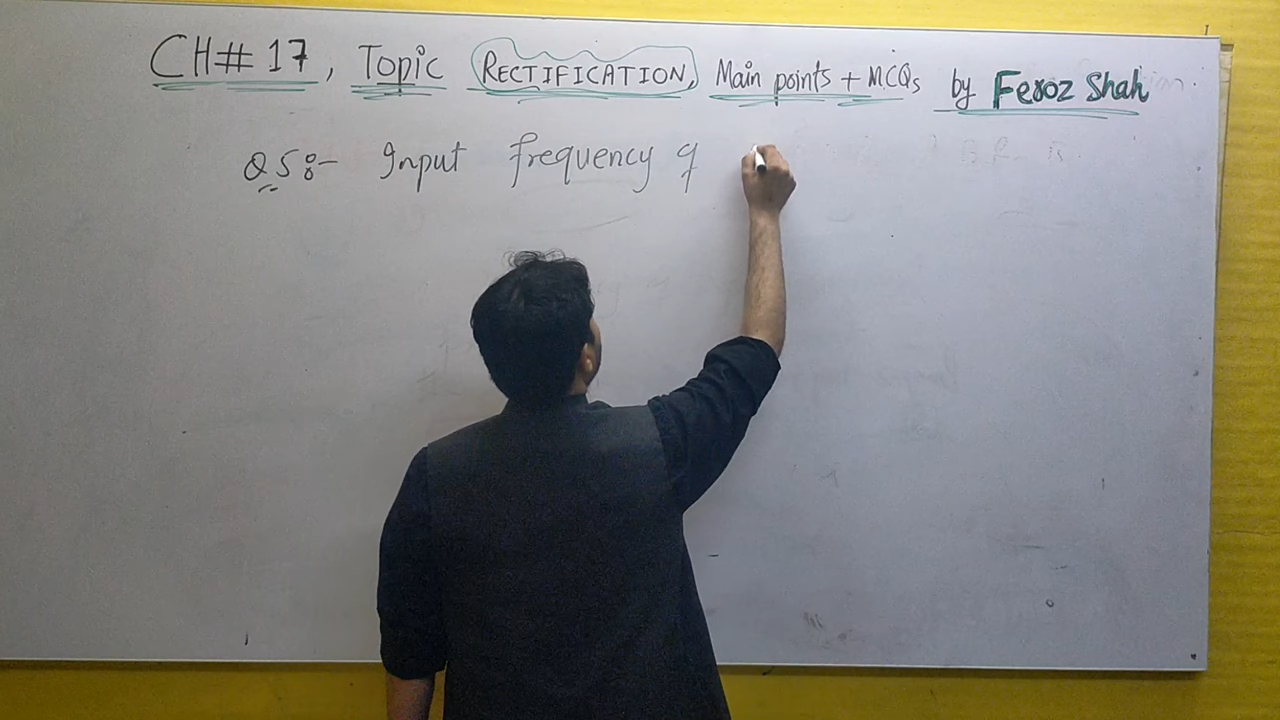 CH# 17, Topic RECTIFICATION, Main points + MCQs by Feroz Shah
Q5:- Input frequency of